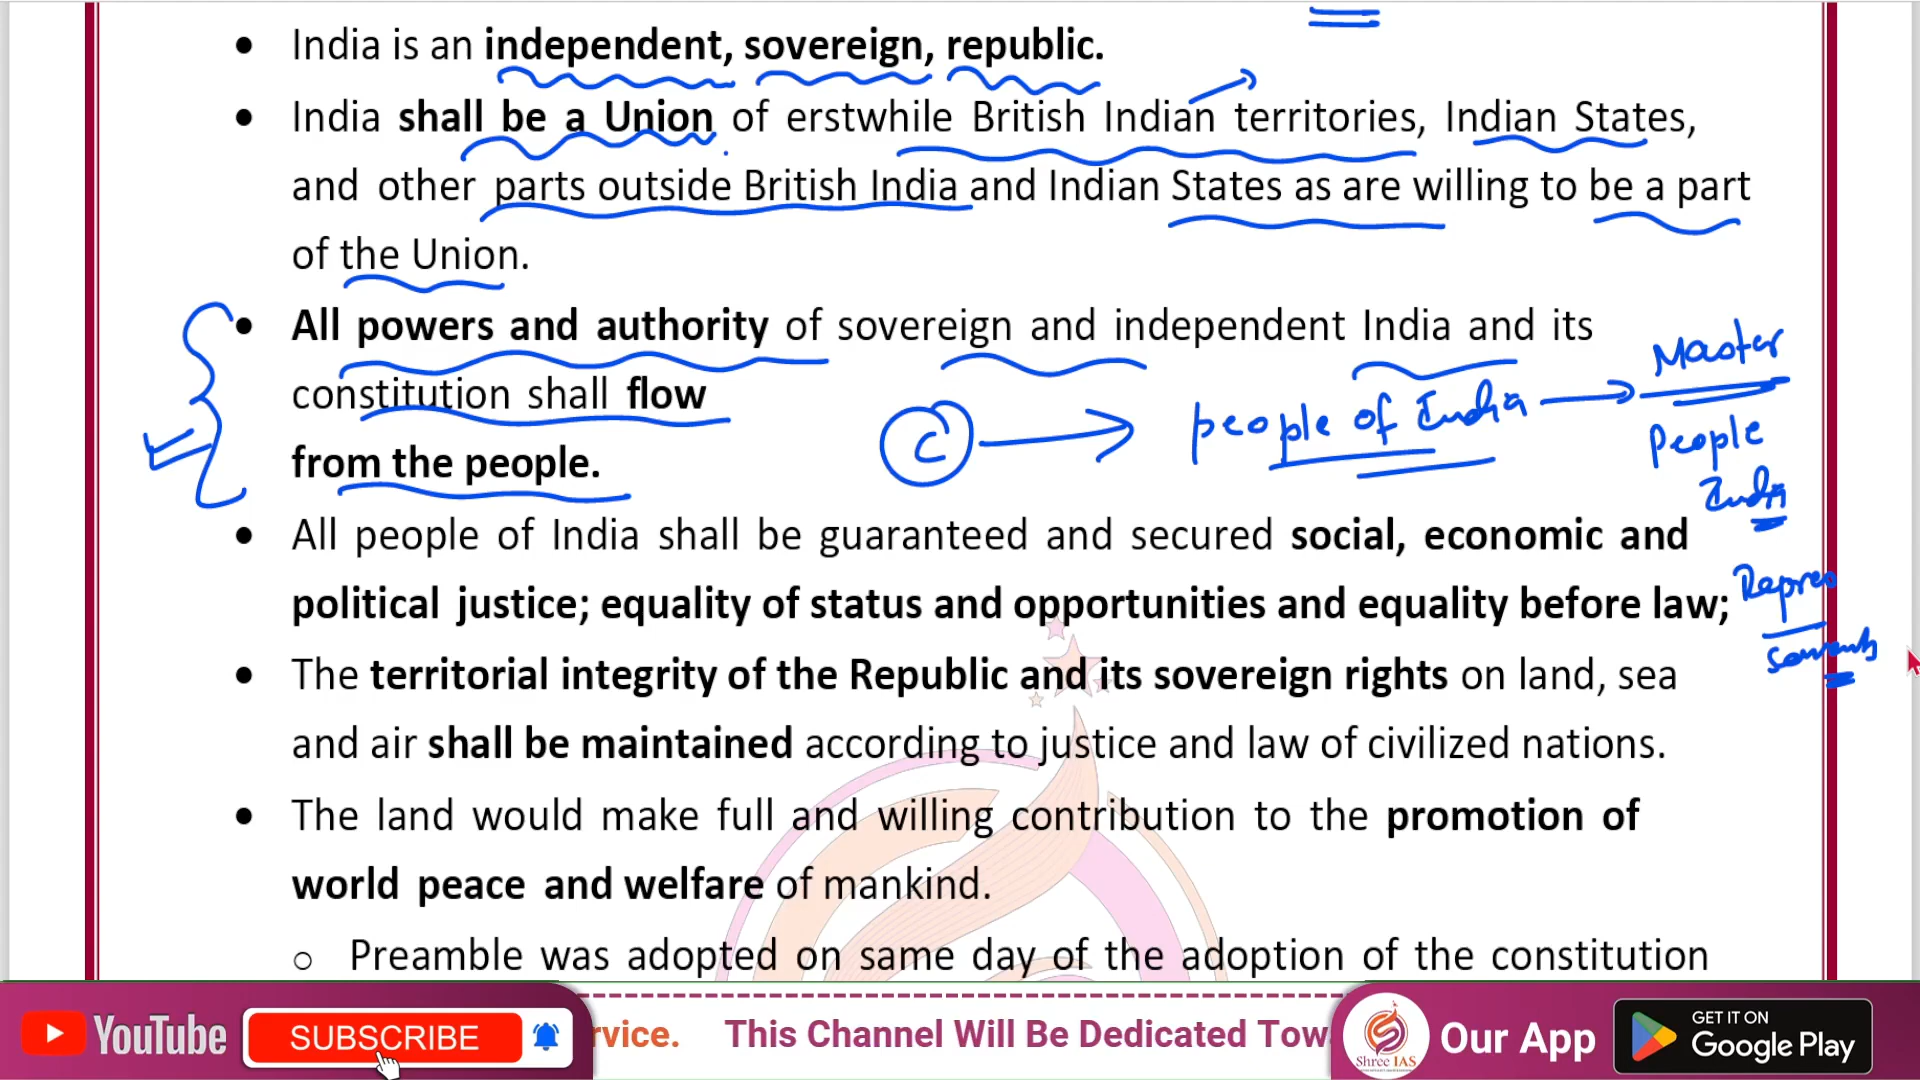 • India is an independent, sovereign, republic.
• India shall be a Union of erstwhile British Indian territories, Indian States,
and other parts outside British India and Indian States as are willing to be a part
of the Union.
• All powers and authority of sovereign and independent India and its
constitution shall flow
from the people.
C → people of India → Master
People
India
Repres
servants
• All people of India shall be guaranteed and secured social, economic and
political justice; equality of status and opportunities and equality before law;
• The territorial integrity of the Republic and its sovereign rights on land, sea
and air shall be maintained according to justice and law of civilized nations.
• The land would make full and willing contribution to the promotion of
world peace and welfare of mankind.
o Preamble was adopted on same day of the adoption of the constitution
YouTube SUBSCRIBE rvice. This Channel Will Be Dedicated Tow
Shree IAS
Our App
GET IT ON
Google Play